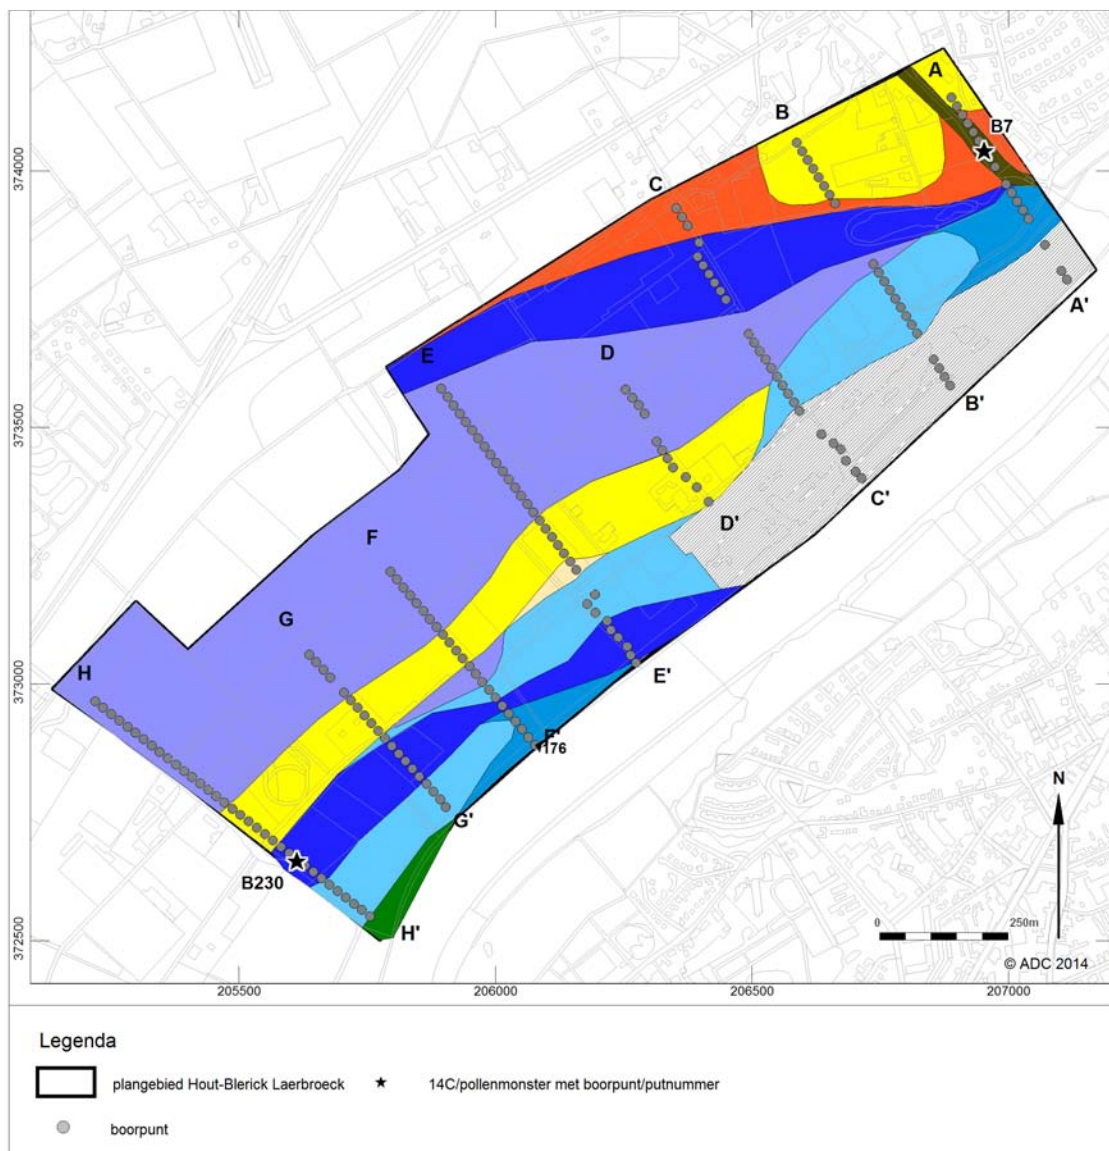 A
B7
B
C
A'
E
D
B'
C'
F
D'
G
H
E'
F'
176
G'
B230
H'
N
0 250m
© ADC 2014
374000
373500
373000
372500
205500 206000 206500 207000
Legenda
plangebied Hout-Blerick Laerbroeck 14C/pollenmonster met boorpunt/putnummer
boorpunt